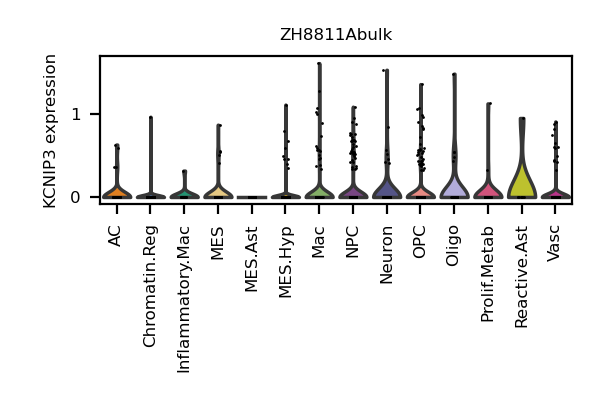 ZH8811Abulk
KCNIP3 expression
1
0
AC
Chromatin.Reg
Inflammatory.Mac
MES
MES.Ast
MES.Hyp
Mac
NPC
Neuron
OPC
Oligo
Prolif.Metab
Reactive.Ast
Vasc